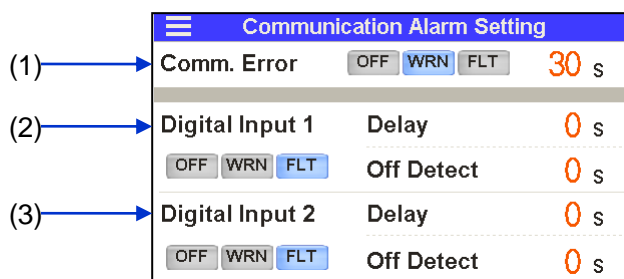 Communication Alarm Setting
(1) Comm. Error OFF WRN FLT 30 s
(2) Digital Input 1 Delay 0 s
OFF WRN FLT Off Detect 0 s
(3) Digital Input 2 Delay 0 s
OFF WRN FLT Off Detect 0 s